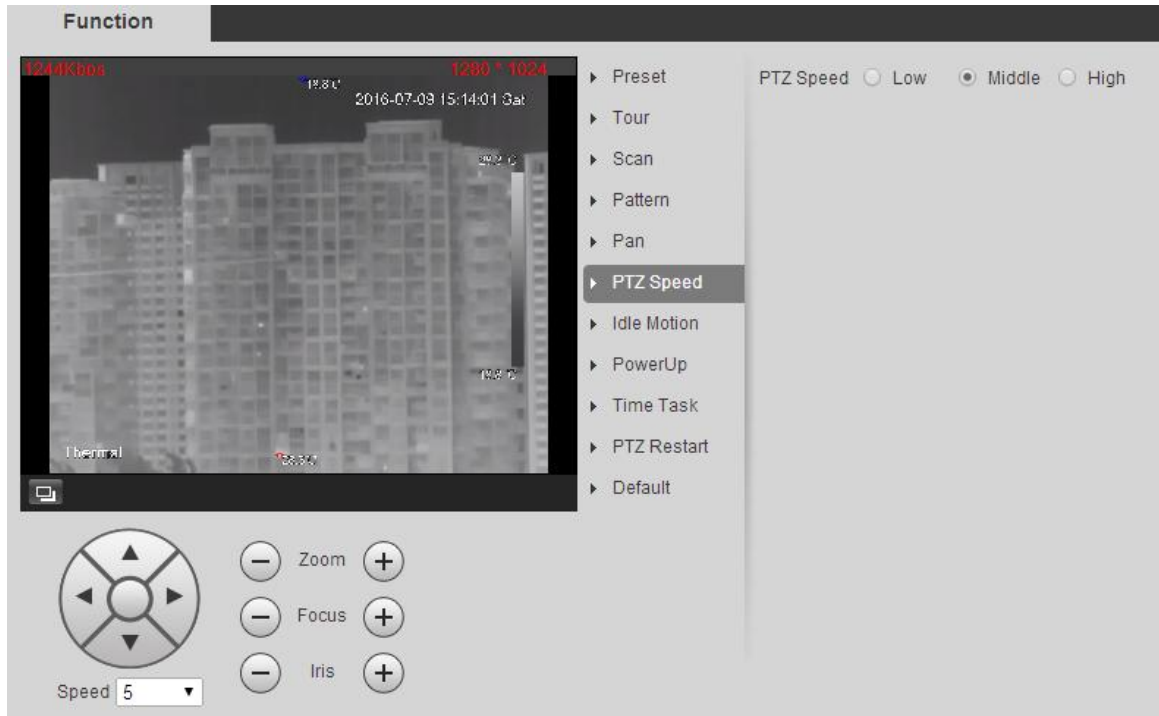 Function
1244Kbps
1280 * 1024
2016-07-09 15:14:01 Sat
Thermal
Preset
Tour
Scan
Pattern
Pan
PTZ Speed
Idle Motion
PowerUp
Time Task
PTZ Restart
Default
PTZ Speed Low Middle High
Zoom
Focus
Iris
Speed 5